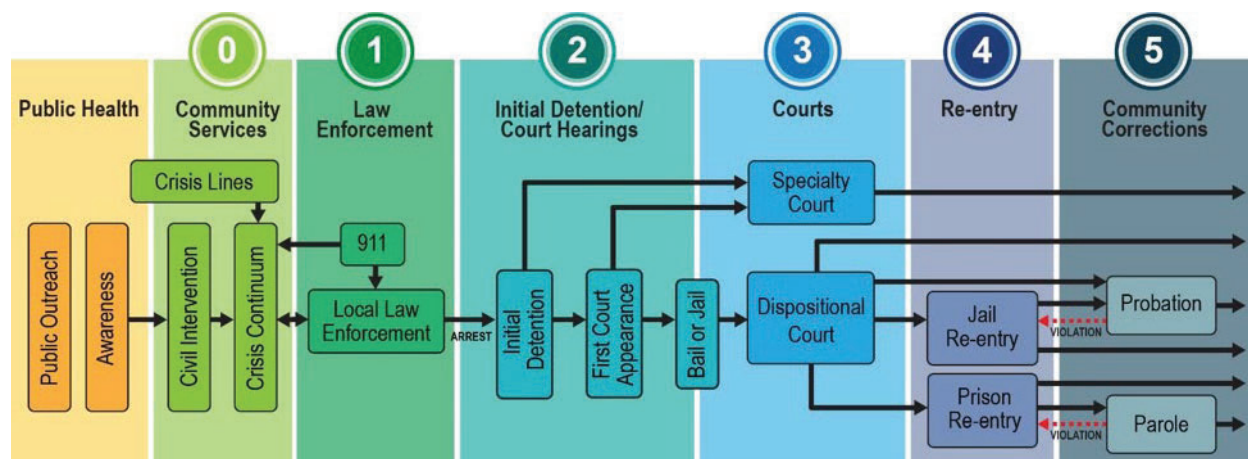 0
1
2
3
4
5
Public Health
Community
Services
Law
Enforcement
Initial Detention/
Court Hearings
Courts
Re-entry
Community
Corrections
Crisis Lines
Public Outreach
Awareness
Civil Intervention
Crisis Continuum
911
Local Law
Enforcement
ARREST
Initial
Detention
First Court
Appearance
Bail or Jail
Specialty
Court
Dispositional
Court
Jail
Re-entry
Prison
Re-entry
Probation
VIOLATION
Parole
VIOLATION